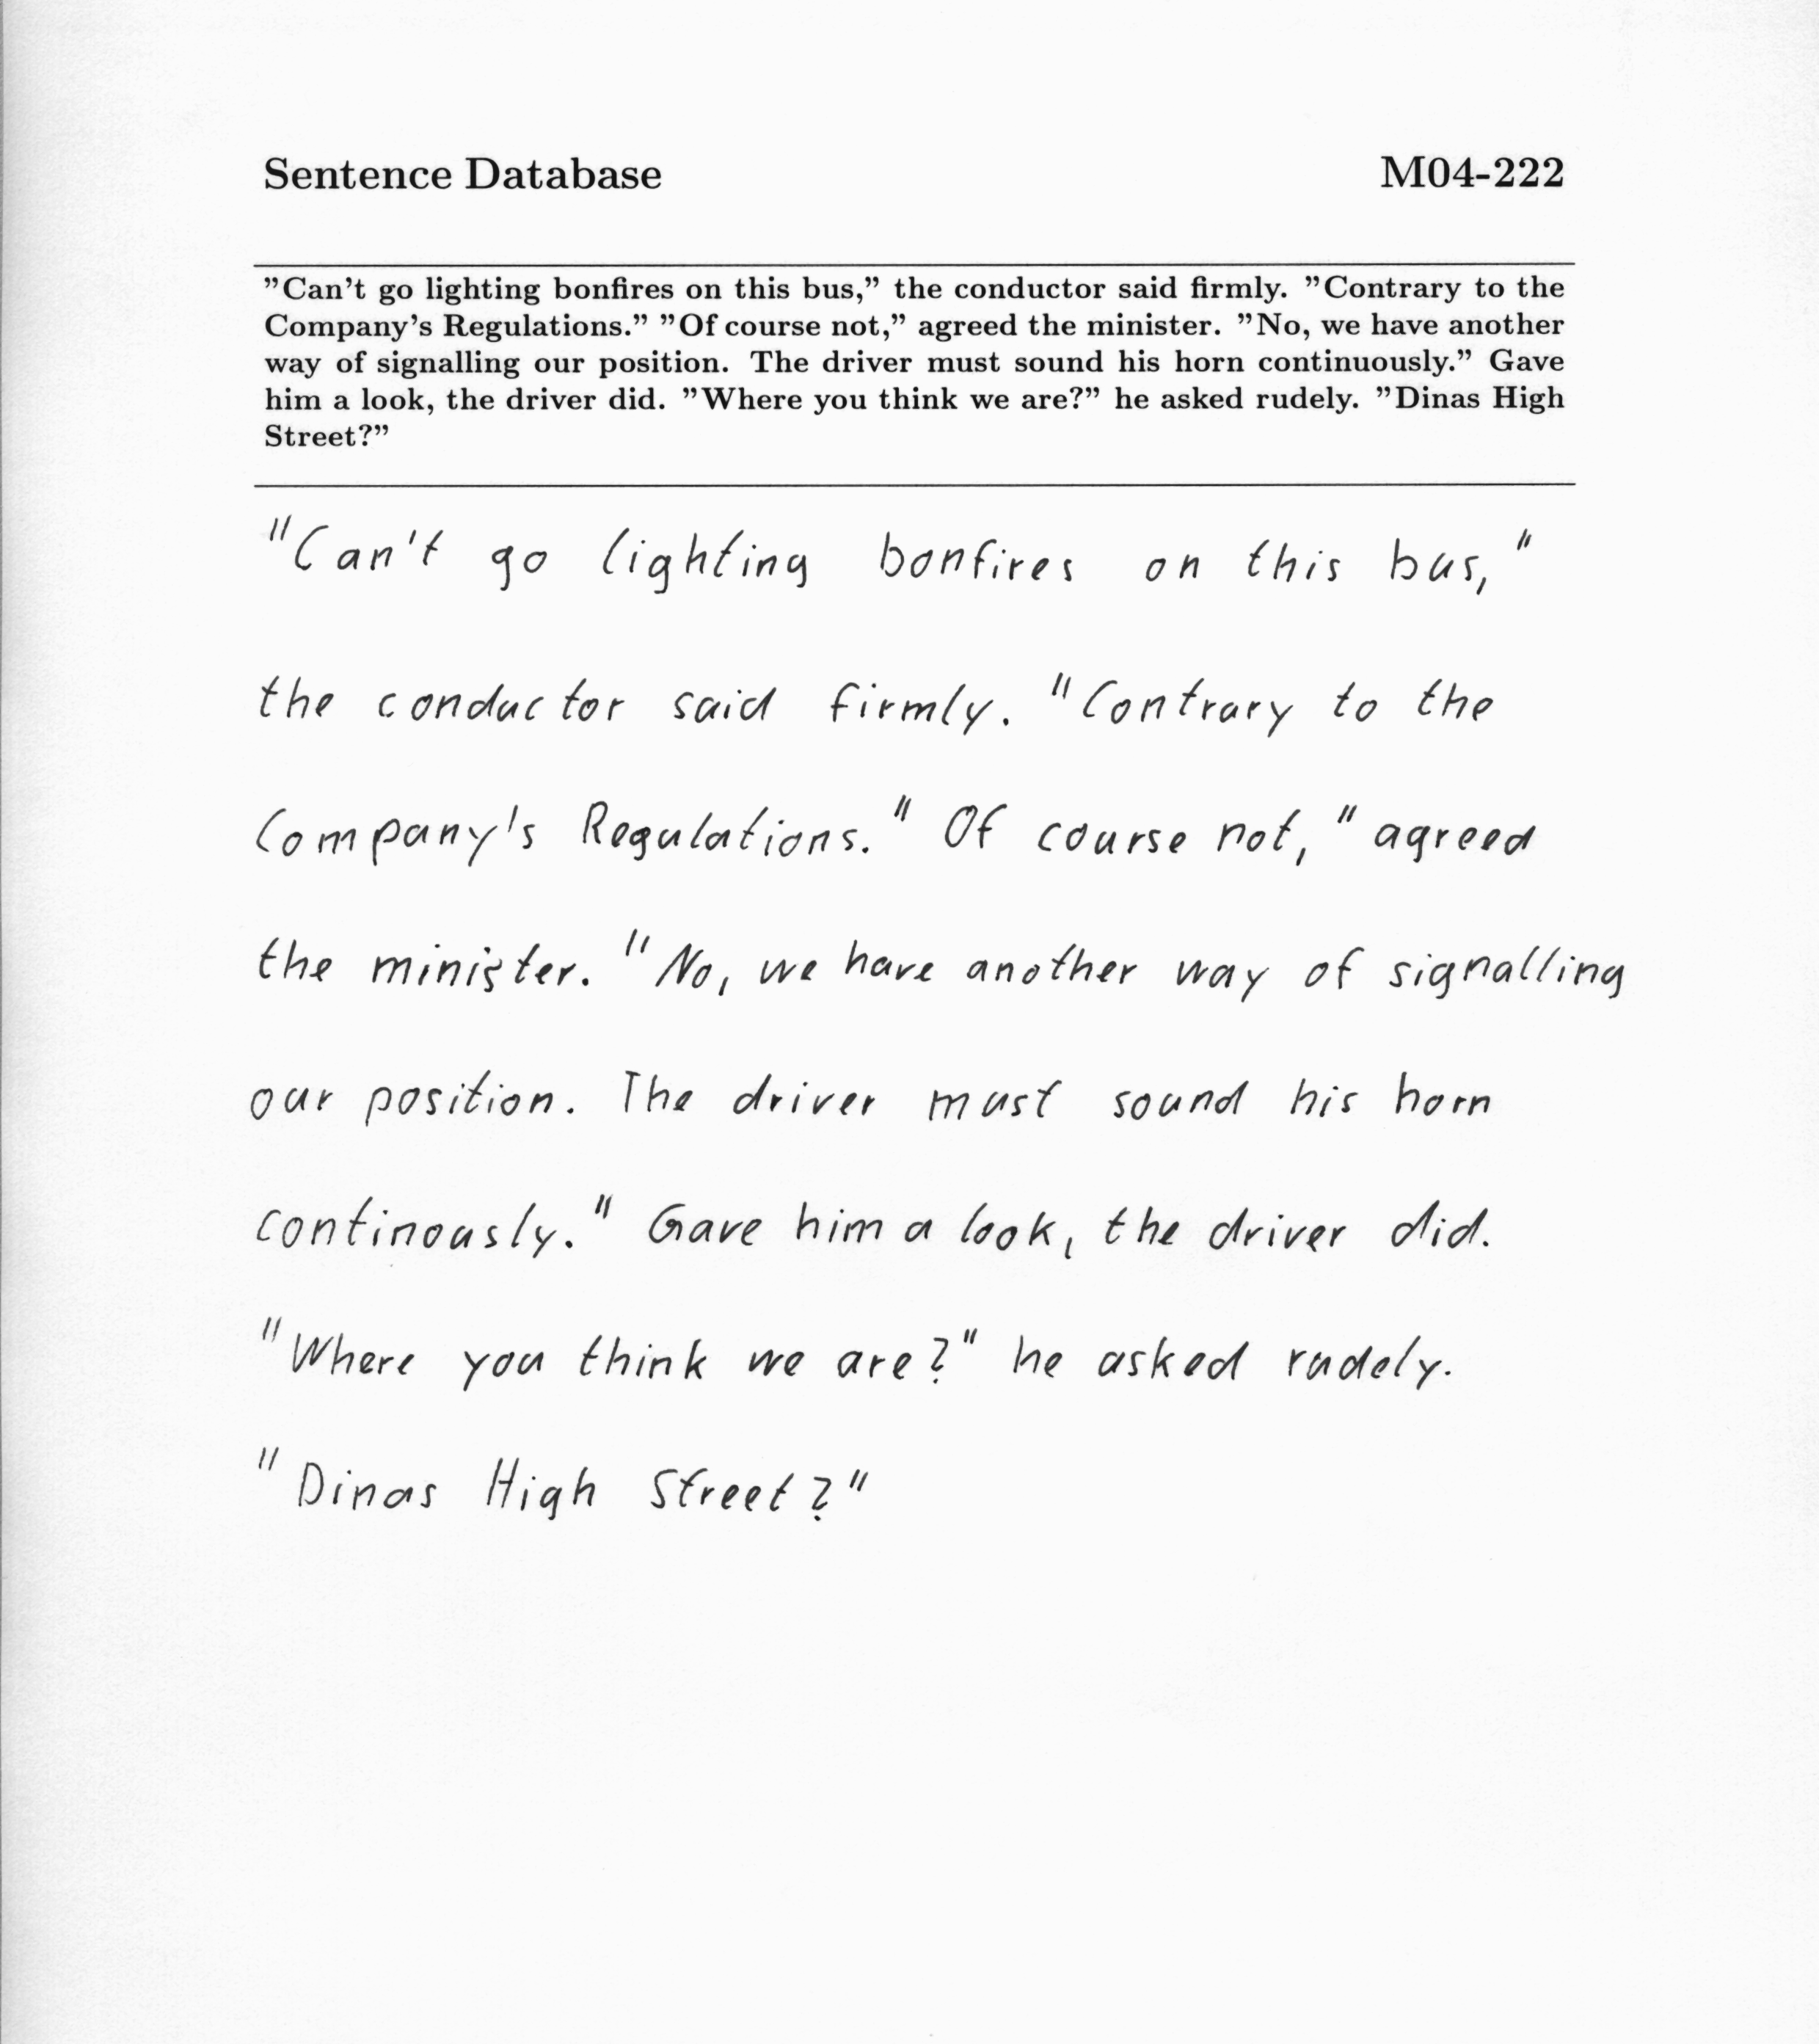 Sentence Database M04-222
"Can't go lighting bonfires on this bus," the conductor said firmly. "Contrary to the
Company's Regulations." "Of course not," agreed the minister. "No, we have another
way of signalling our position. The driver must sound his horn continuously." Gave
him a look, the driver did. "Where you think we are?" he asked rudely. "Dinas High
Street?"
"Can't go lighting bonfires on this bus,"
the conductor said firmly. "Contrary to the
Company's Regulations." Of course not," agreed
the minister. "No, we have another way of signalling
our position. The driver must sound his horn
continously." Gave him a look, the driver did.
"Where you think we are?" he asked rudely.
"Dinas High Street?"